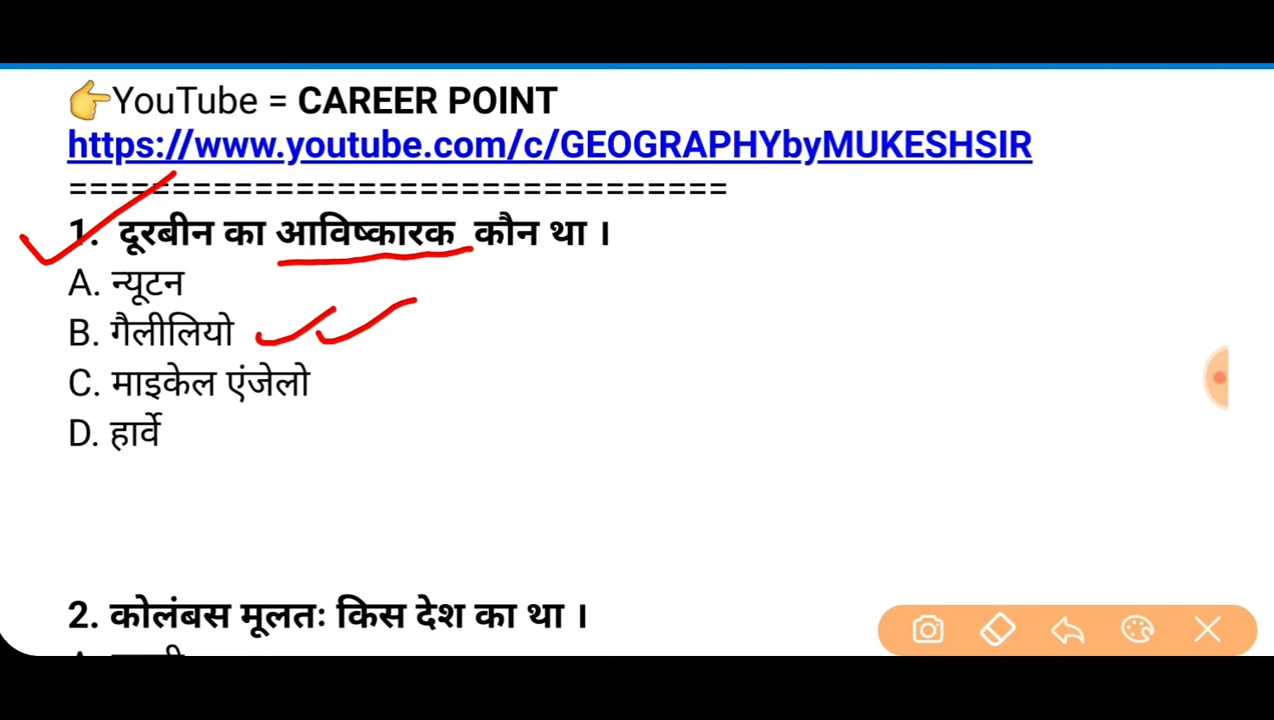 👉YouTube = CAREER POINT
https://www.youtube.com/c/GEOGRAPHYbyMUKESHSIR
================================
1. दूरबीन का आविष्कारक कौन था ।
A. न्यूटन
B. गैलीलियो
C. माइकेल एंजेलो
D. हार्वे
2. कोलंबस मूलतः किस देश का था ।